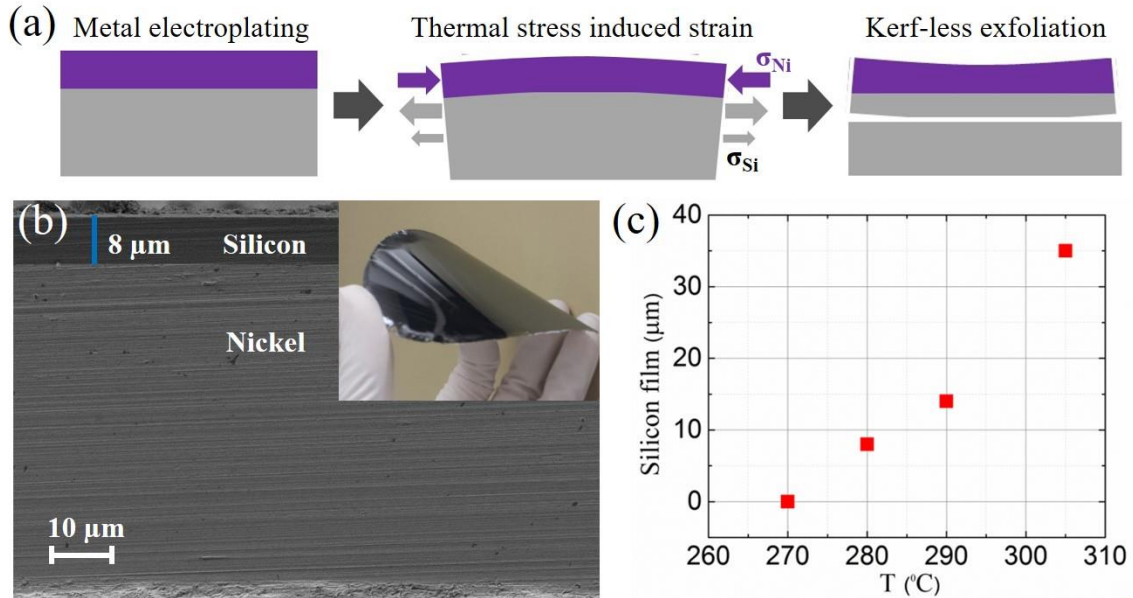 (a) Metal electroplating Thermal stress induced strain Kerf-less exfoliation
σNi
σSi
(b) 8 µm Silicon
Nickel
10 µm
(c)
40
30
20
10
0
Silicon film (µm)
260 270 280 290 300 310
T (⁰C)